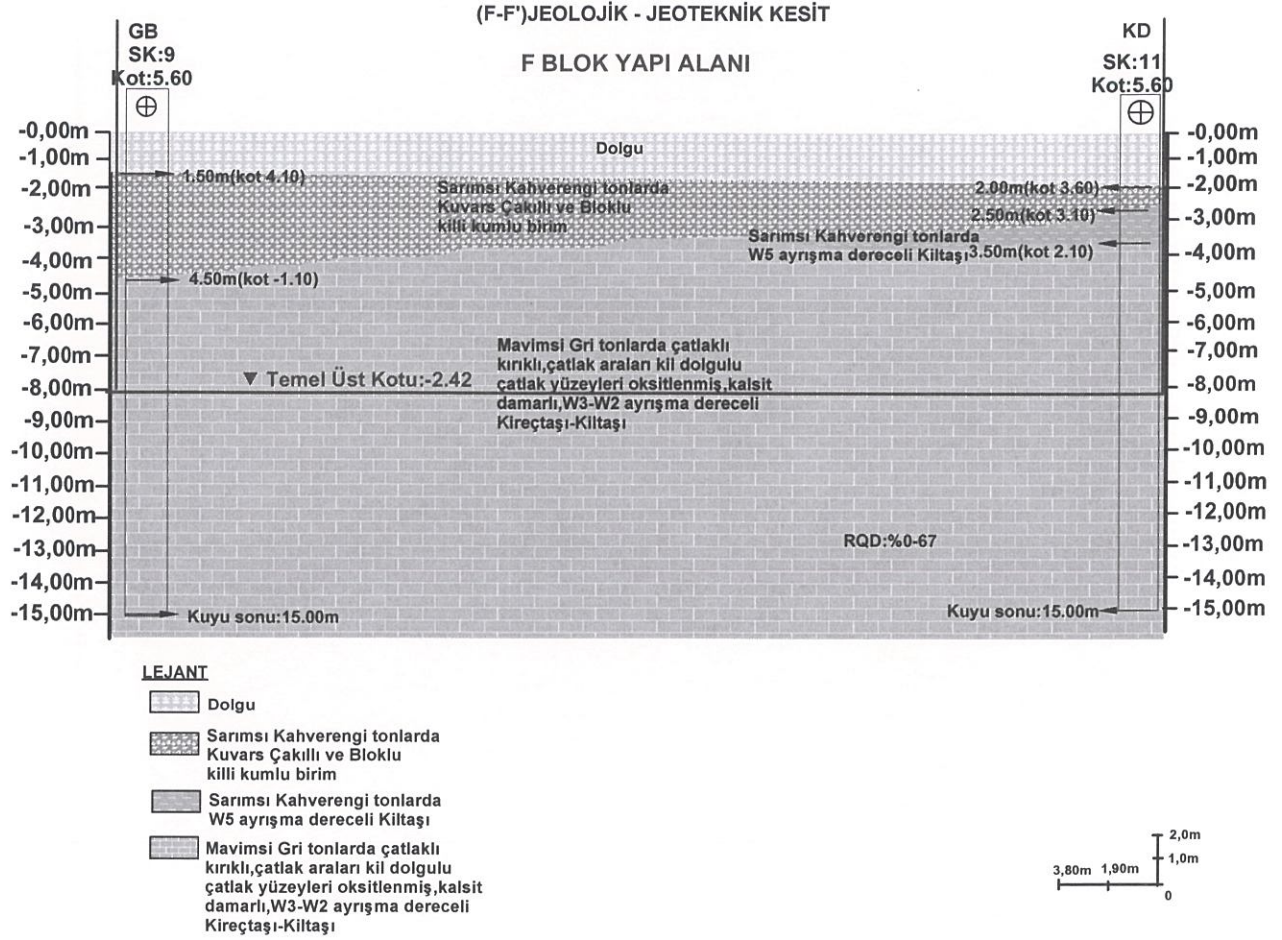 (F-F')JEOLOJİK - JEOTEKNİK KESİT
F BLOK YAPI ALANI
GB
SK:9
Kot:5.60
KD
SK:11
Kot:5.60
-0,00m
-1,00m
-2,00m
-3,00m
-4,00m
-5,00m
-6,00m
-7,00m
-8,00m
-9,00m
-10,00m
-11,00m
-12,00m
-13,00m
-14,00m
-15,00m
Dolgu
1.50m(kot 4.10)
Sarımsı Kahverengi tonlarda
Kuvars Çakıllı ve Bloklu
killi kumlu birim
2.00m(kot 3.60)
2.50m(kot 3.10)
Sarımsı Kahverengi tonlarda
W5 ayrışma dereceli Kiltaşı
3.50m(kot 2.10)
4.50m(kot -1.10)
Mavimsi Gri tonlarda çatlaklı
kırıklı,çatlak araları kil dolgulu
çatlak yüzeyleri oksitlenmiş,kalsit
damarlı,W3-W2 ayrışma dereceli
Kireçtaşı-Kiltaşı
Temel Üst Kotu:-2.42
RQD:%0-67
Kuyu sonu:15.00m
Kuyu sonu:15.00m
-0,00m
-1,00m
-2,00m
-3,00m
-4,00m
-5,00m
-6,00m
-7,00m
-8,00m
-9,00m
-10,00m
-11,00m
-12,00m
-13,00m
-14,00m
-15,00m
LEJANT
Dolgu
Sarımsı Kahverengi tonlarda
Kuvars Çakıllı ve Bloklu
killi kumlu birim
Sarımsı Kahverengi tonlarda
W5 ayrışma dereceli Kiltaşı
Mavimsi Gri tonlarda çatlaklı
kırıklı,çatlak araları kil dolgulu
çatlak yüzeyleri oksitlenmiş,kalsit
damarlı,W3-W2 ayrışma dereceli
Kireçtaşı-Kiltaşı
2,0m
1,0m
3,80m 1,90m
0